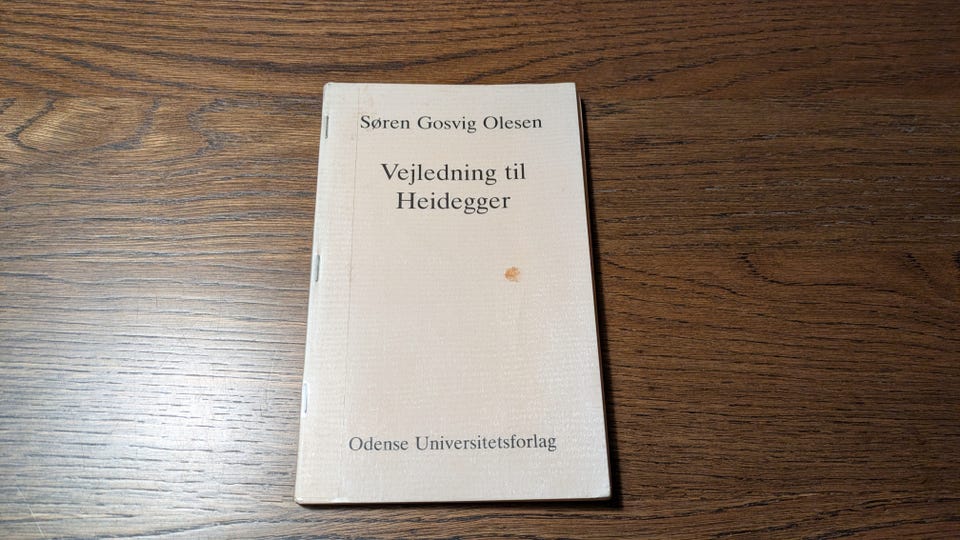 Søren Gosvig Olesen
Vejledning til
Heidegger
Odense Universitetsforlag